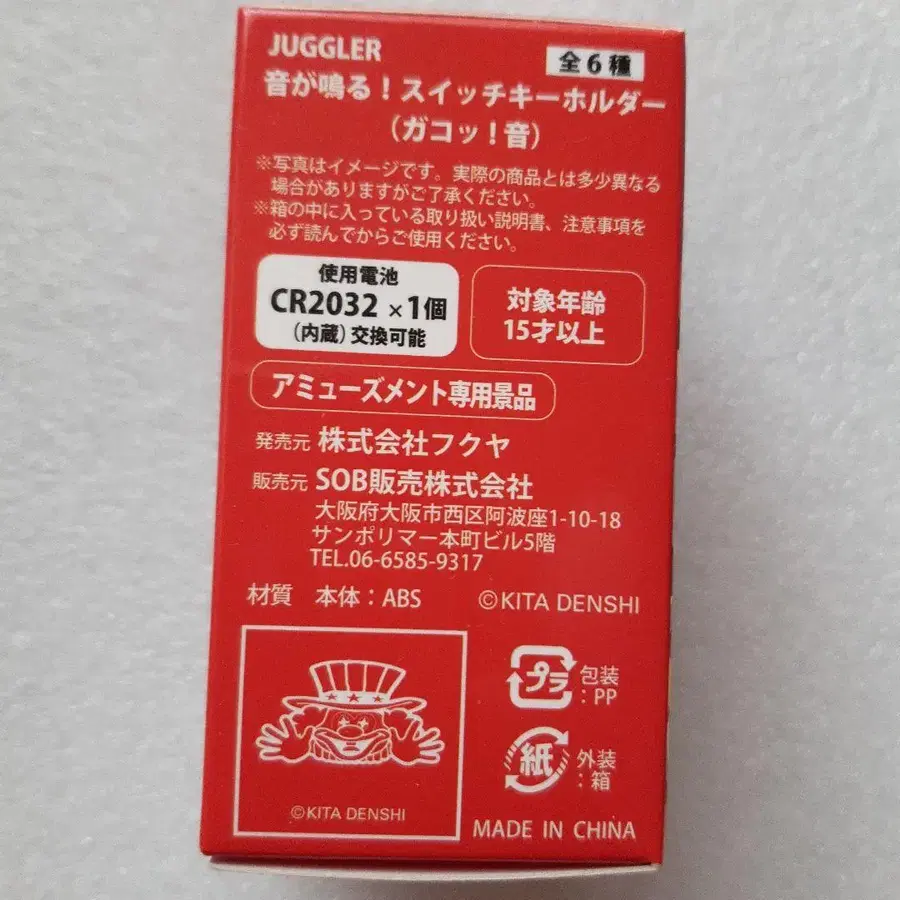 JUGGLER
全6種
音が鳴る！スイッチキーホルダー
（ガコッ！音）
※写真はイメージです。実際の商品とは多少異なる
場合がありますがご了承ください。
※箱の中に入っている取り扱い説明書、注意事項を
必ず読んでからご使用ください。
使用電池
CR2032 ×1個
（内蔵）交換可能
対象年齢
15才以上
アミューズメント専用景品
発売元 株式会社フクヤ
販売元 SOB販売株式会社
大阪府大阪市西区阿波座1-10-18
サンポリマー本町ビル5階
TEL.06-6585-9317
材質 本体：ABS
©KITA DENSHI
©KITA DENSHI
プラ
包装
：PP
紙
外装
：箱
MADE IN CHINA